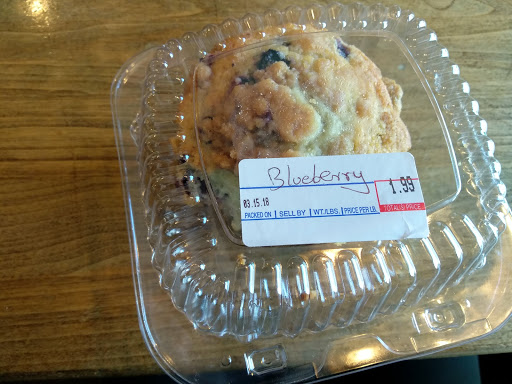 Blueberry
03.15.18 1.99
PACKED ON SELL BY WT./LBS. PRICE PER LB. TOTAL($) PRICE